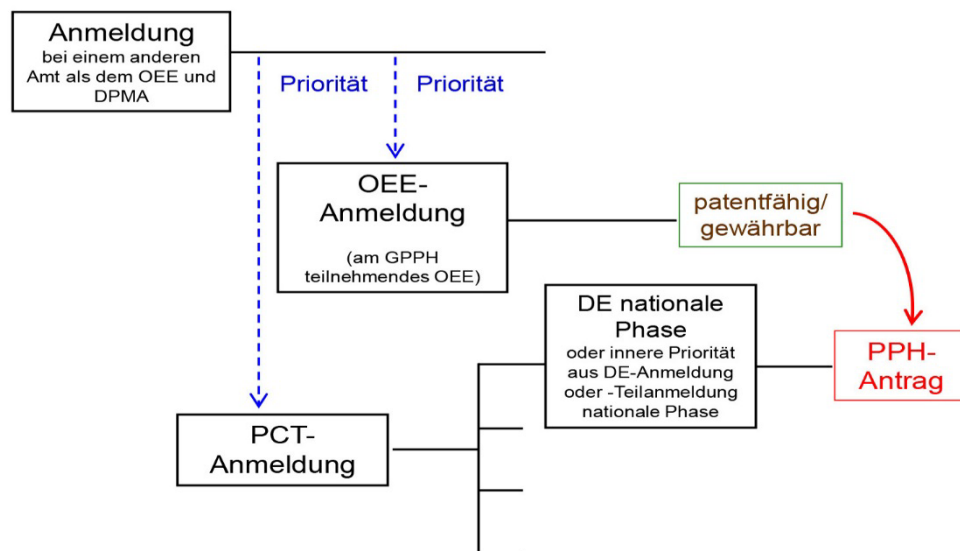 Anmeldung
bei einem anderen
Amt als dem OEE und
DPMA
Priorität
Priorität
OEE-
Anmeldung
(am GPPH
teilnehmendes OEE)
patentfähig/
gewährbar
DE nationale
Phase
oder innere Priorität
aus DE-Anmeldung
oder -Teilanmeldung
nationale Phase
PPH-
Antrag
PCT-
Anmeldung